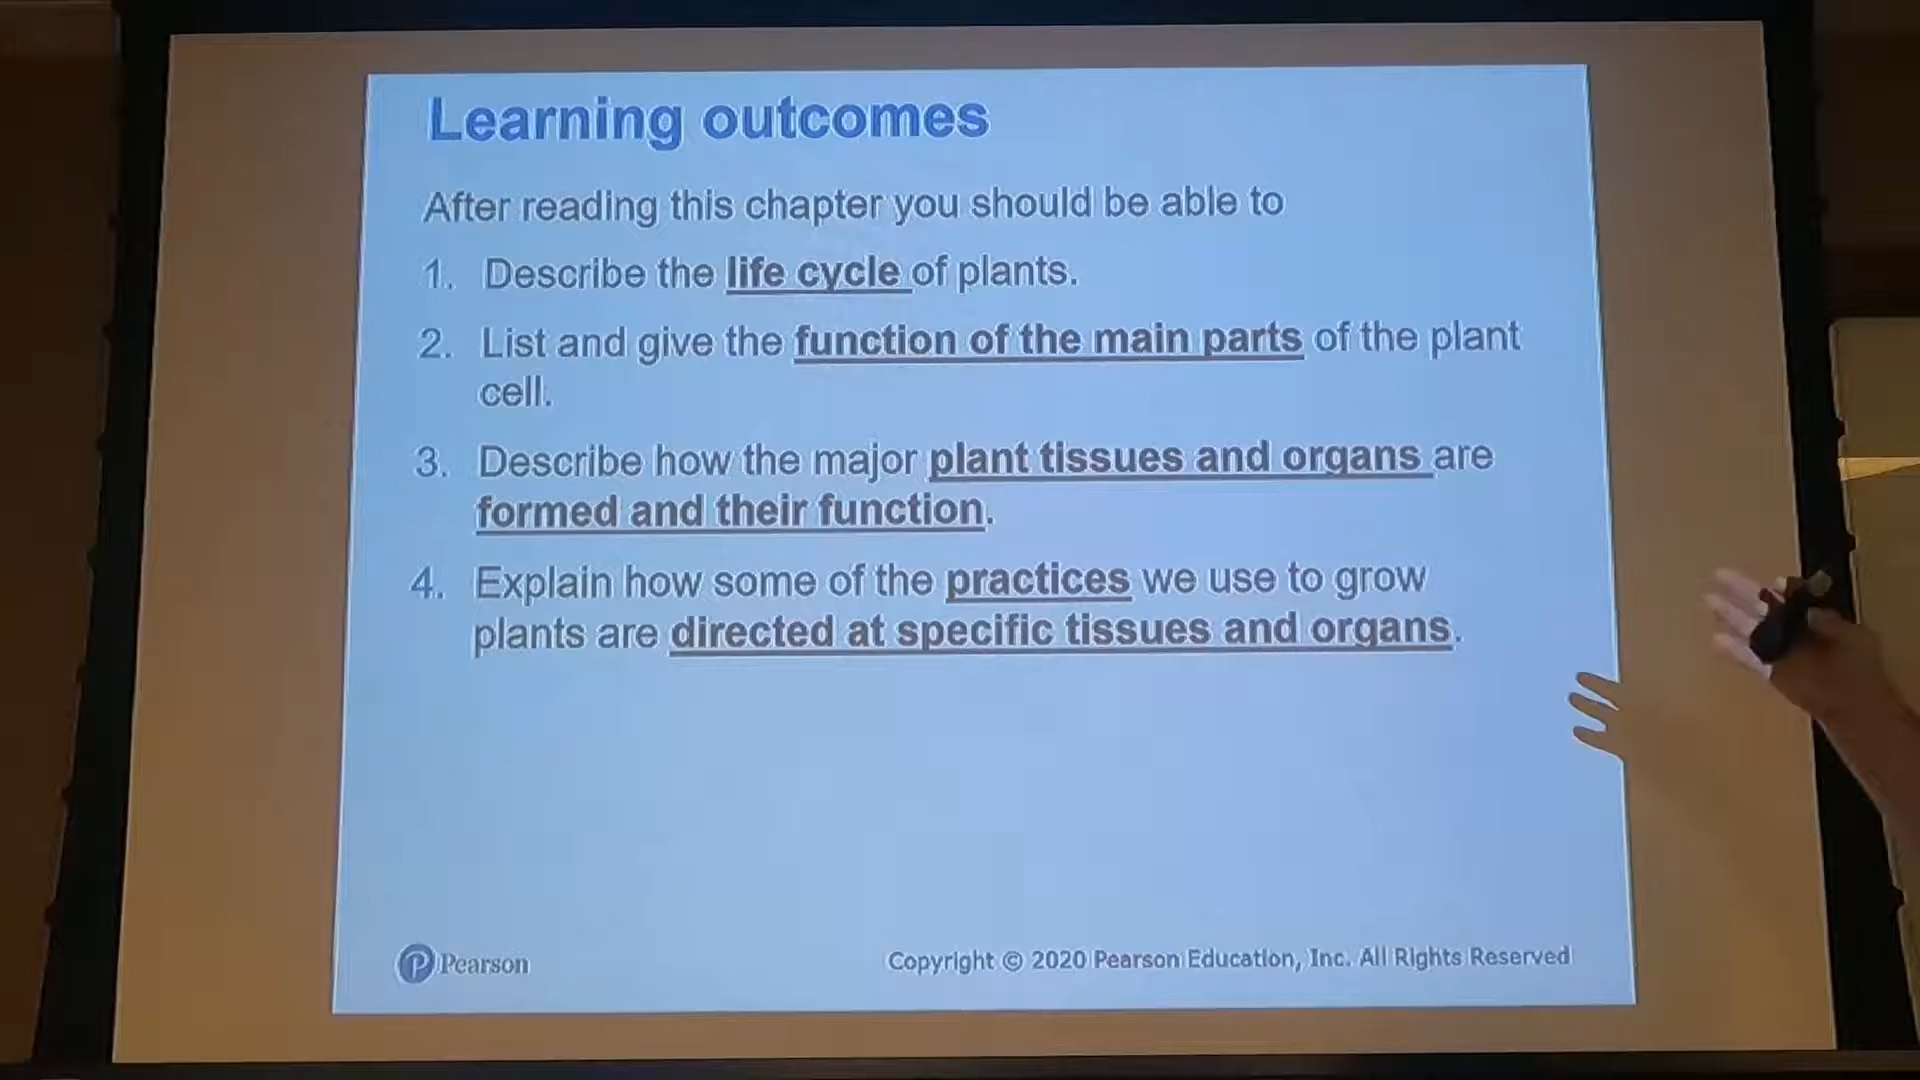 Learning outcomes
After reading this chapter you should be able to
1. Describe the life cycle of plants.
2. List and give the function of the main parts of the plant
cell.
3. Describe how the major plant tissues and organs are
formed and their function.
4. Explain how some of the practices we use to grow
plants are directed at specific tissues and organs.
Pearson
Copyright © 2020 Pearson Education, Inc. All Rights Reserved